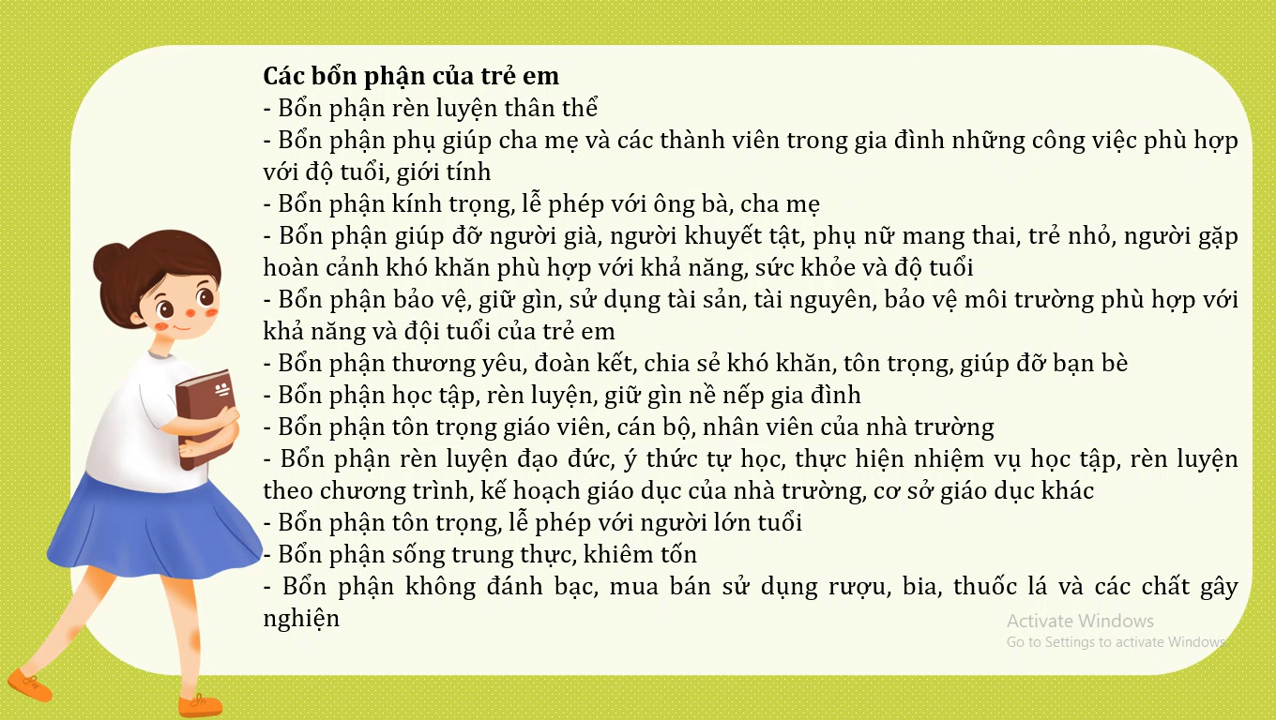 Các bổn phận của trẻ em
- Bổn phận rèn luyện thân thể
- Bổn phận phụ giúp cha mẹ và các thành viên trong gia đình những công việc phù hợp
với độ tuổi, giới tính
- Bổn phận kính trọng, lễ phép với ông bà, cha mẹ
- Bổn phận giúp đỡ người già, người khuyết tật, phụ nữ mang thai, trẻ nhỏ, người gặp
hoàn cảnh khó khăn phù hợp với khả năng, sức khỏe và độ tuổi
- Bổn phận bảo vệ, giữ gìn, sử dụng tài sản, tài nguyên, bảo vệ môi trường phù hợp với
khả năng và đội tuổi của trẻ em
- Bổn phận thương yêu, đoàn kết, chia sẻ khó khăn, tôn trọng, giúp đỡ bạn bè
- Bổn phận học tập, rèn luyện, giữ gìn nề nếp gia đình
- Bổn phận tôn trọng giáo viên, cán bộ, nhân viên của nhà trường
- Bổn phận rèn luyện đạo đức, ý thức tự học, thực hiện nhiệm vụ học tập, rèn luyện
theo chương trình, kế hoạch giáo dục của nhà trường, cơ sở giáo dục khác
- Bổn phận tôn trọng, lễ phép với người lớn tuổi
- Bổn phận sống trung thực, khiêm tốn
- Bổn phận không đánh bạc, mua bán sử dụng rượu, bia, thuốc lá và các chất gây
nghiện
Activate Windows
Go to Settings to activate Windows.